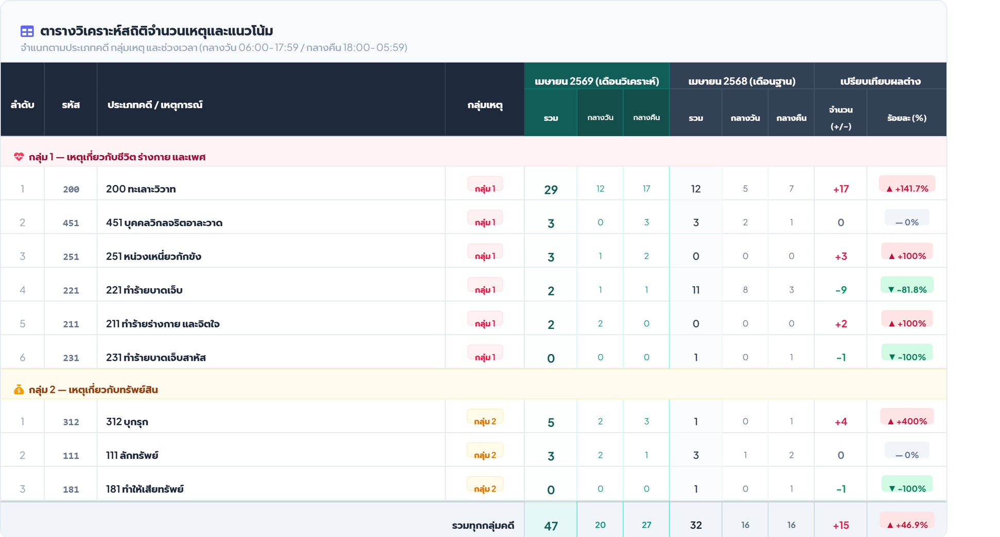 ตารางวิเคราะห์สถิติจำนวนเหตุและแนวโน้ม
จำแนกตามประเภทคดี กลุ่มเหตุ และช่วงเวลา (กลางวัน 06:00-17:59 / กลางคืน 18:00-05:59)
ลำดับ รหัส ประเภทคดี / เหตุการณ์ กลุ่มเหตุ เมษายน 2569 (เดือนวิเคราะห์) เมษายน 2568 (เดือนฐาน) เปรียบเทียบผลต่าง
รวม กลางวัน กลางคืน รวม กลางวัน กลางคืน จำนวน (+/-) ร้อยละ (%)
กลุ่ม 1 — เหตุเกี่ยวกับชีวิต ร่างกาย และเพศ
1 200 200 ทะเลาะวิวาท กลุ่ม 1 29 12 17 12 5 7 +17 ▲ +141.7%
2 451 451 บุคคลวิกลจริตอาละวาด กลุ่ม 1 3 0 3 3 2 1 0 — 0%
3 251 251 หน่วงเหนี่ยวกักขัง กลุ่ม 1 3 1 2 0 0 0 +3 ▲ +100%
4 221 221 ทำร้ายบาดเจ็บ กลุ่ม 1 2 1 1 11 8 3 -9 ▼ -81.8%
5 211 211 ทำร้ายร่างกาย และจิตใจ กลุ่ม 1 2 2 0 0 0 0 +2 ▲ +100%
6 231 231 ทำร้ายบาดเจ็บสาหัส กลุ่ม 1 0 0 0 1 0 1 -1 ▼ -100%
กลุ่ม 2 — เหตุเกี่ยวกับทรัพย์สิน
1 312 312 บุกรุก กลุ่ม 2 5 2 3 1 0 1 +4 ▲ +400%
2 111 111 ลักทรัพย์ กลุ่ม 2 3 2 1 3 1 2 0 — 0%
3 181 181 ทำให้เสียทรัพย์ กลุ่ม 2 0 0 0 1 0 1 -1 ▼ -100%
รวมทุกกลุ่มคดี 47 20 27 32 16 16 +15 ▲ +46.9%